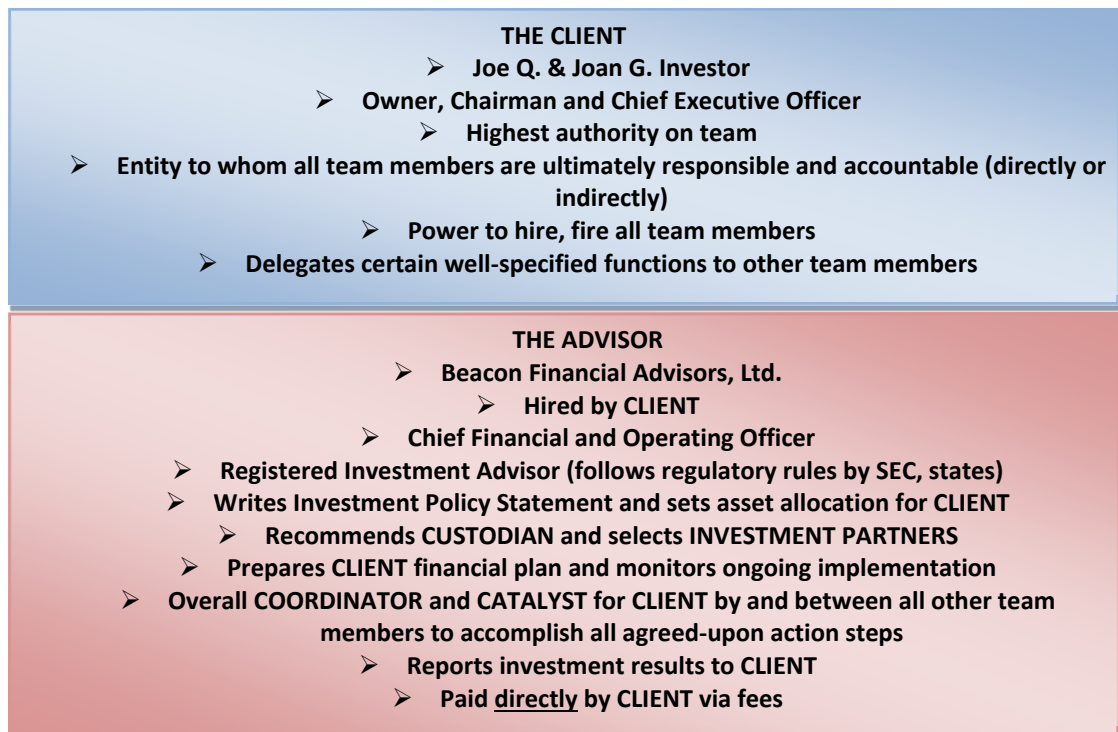 THE CLIENT
➢ Joe Q. & Joan G. Investor
➢ Owner, Chairman and Chief Executive Officer
➢ Highest authority on team
➢ Entity to whom all team members are ultimately responsible and accountable (directly or
indirectly)
➢ Power to hire, fire all team members
➢ Delegates certain well-specified functions to other team members
THE ADVISOR
➢ Beacon Financial Advisors, Ltd.
➢ Hired by CLIENT
➢ Chief Financial and Operating Officer
➢ Registered Investment Advisor (follows regulatory rules by SEC, states)
➢ Writes Investment Policy Statement and sets asset allocation for CLIENT
➢ Recommends CUSTODIAN and selects INVESTMENT PARTNERS
➢ Prepares CLIENT financial plan and monitors ongoing implementation
➢ Overall COORDINATOR and CATALYST for CLIENT by and between all other team
members to accomplish all agreed-upon action steps
➢ Reports investment results to CLIENT
➢ Paid directly by CLIENT via fees